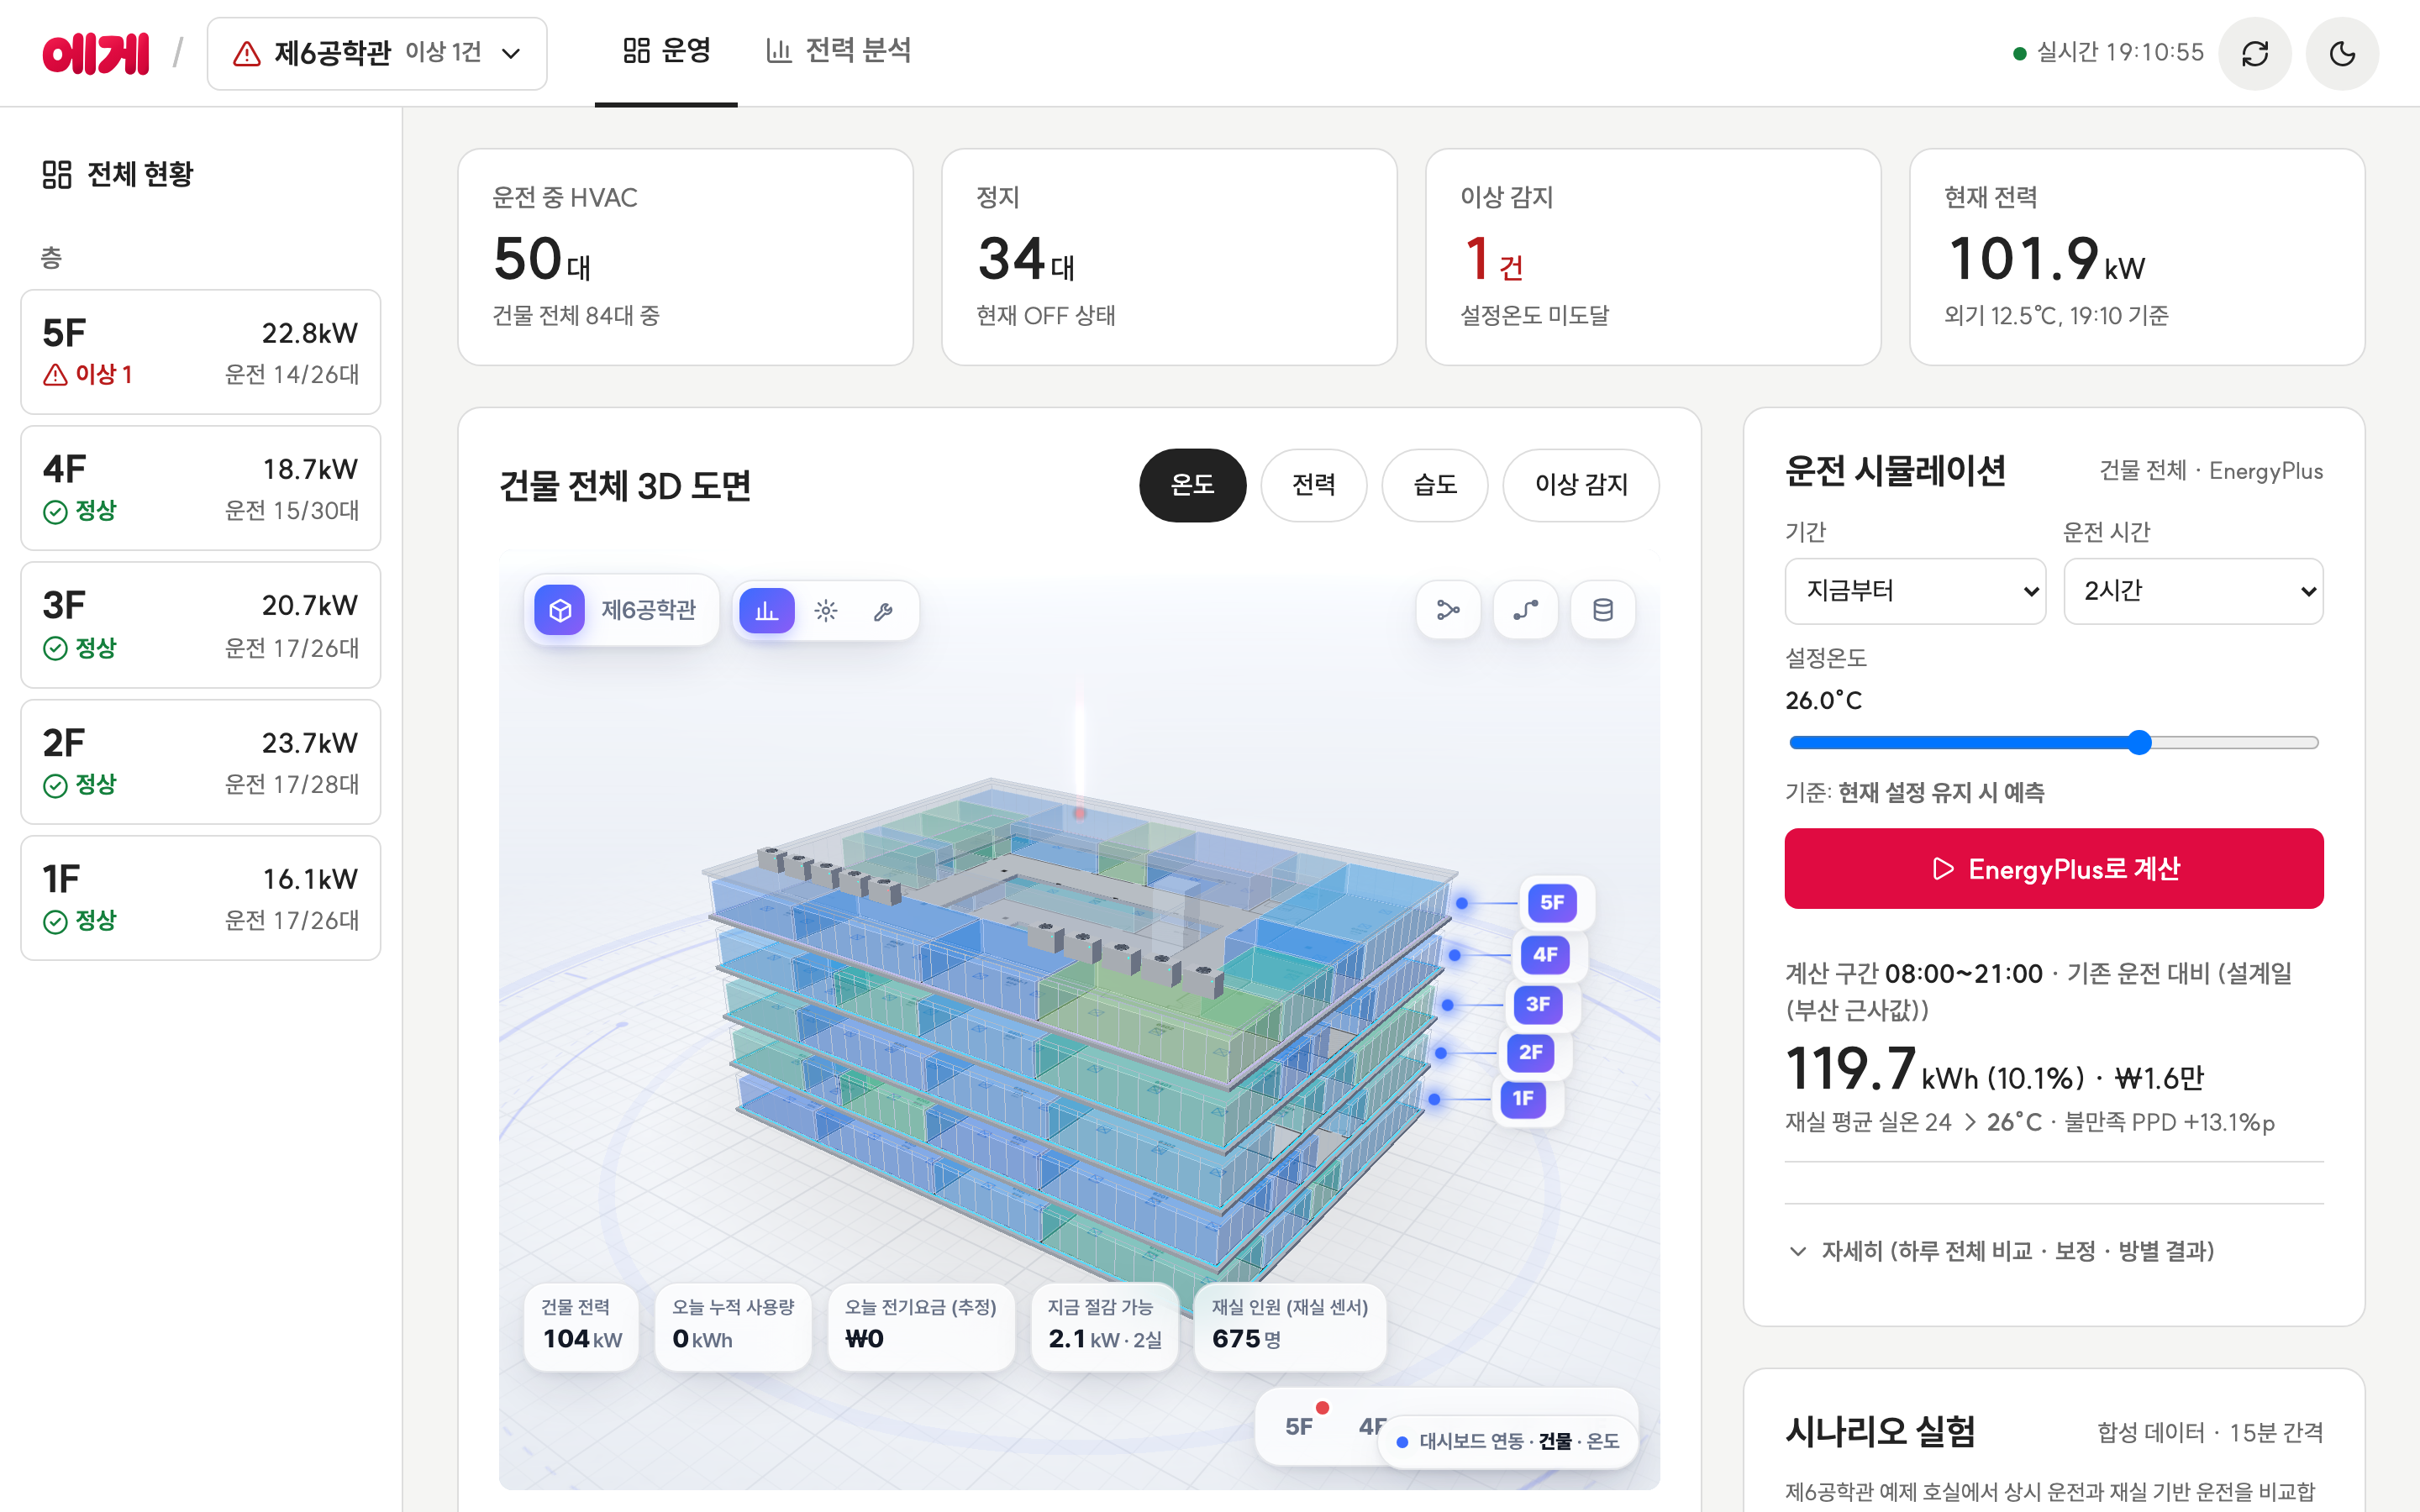 에게 / 제6공학관 이상 1건
운영
전력 분석
실시간 19:10:55
전체 현황
층
5F 22.8kW
이상 1 운전 14/26대
4F 18.7kW
정상 운전 15/30대
3F 20.7kW
정상 운전 17/26대
2F 23.7kW
정상 운전 17/28대
1F 16.1kW
정상 운전 17/26대
운전 중 HVAC
50대
건물 전체 84대 중
정지
34대
현재 OFF 상태
이상 감지
1건
설정온도 미도달
현재 전력
101.9kW
외기 12.5°C, 19:10 기준
건물 전체 3D 도면
온도
전력
습도
이상 감지
제6공학관
5F
4F
3F
2F
1F
건물 전력
104kW
오늘 누적 사용량
0kWh
오늘 전기요금 (추정)
₩0
지금 절감 가능
2.1kW · 2실
재실 인원 (재실 센서)
675명
5F 4F
대시보드 연동 · 건물 · 온도
운전 시뮬레이션 건물 전체 · EnergyPlus
기간 운전 시간
지금부터 2시간
설정온도
26.0°C
기준: 현재 설정 유지 시 예측
EnergyPlus로 계산
계산 구간 08:00~21:00 · 기존 운전 대비 (설계일
(부산 근사값))
119.7kWh (10.1%) · ₩1.6만
재실 평균 실온 24 > 26°C · 불만족 PPD +13.1%p
자세히 (하루 전체 비교 · 보정 · 방별 결과)
시나리오 실험 합성 데이터 · 15분 간격
제6공학관 예제 호실에서 상시 운전과 재실 기반 운전을 비교합